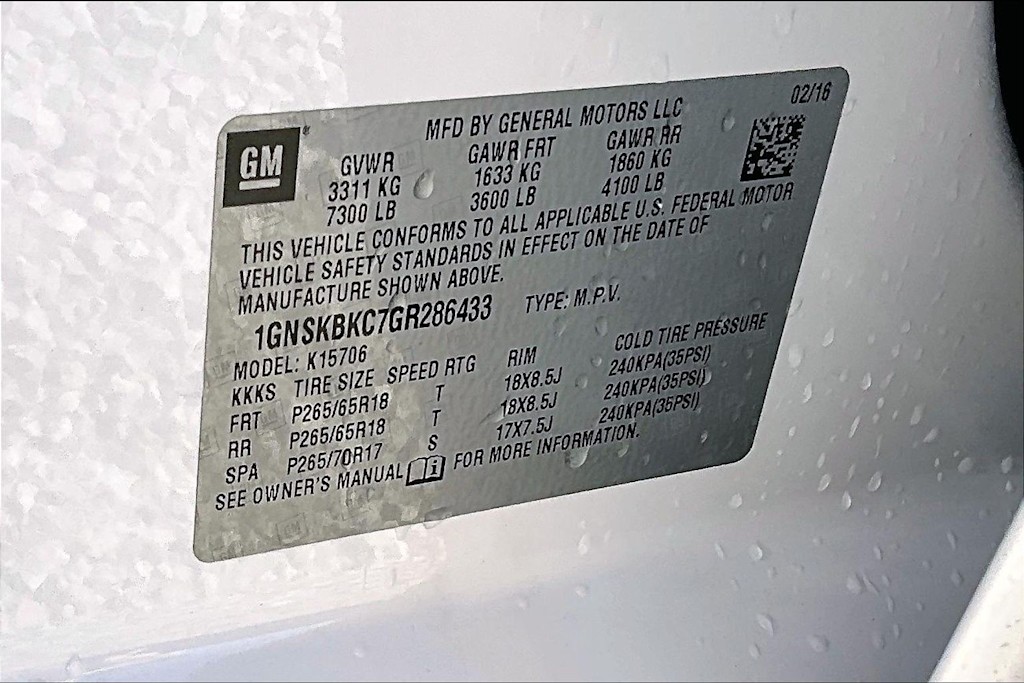 02/16
MFD BY GENERAL MOTORS LLC
GM
GVWR GAWR FRT GAWR RR
3311 KG 1633 KG 1860 KG
7300 LB 3600 LB 4100 LB
THIS VEHICLE CONFORMS TO ALL APPLICABLE U.S. FEDERAL MOTOR
VEHICLE SAFETY STANDARDS IN EFFECT ON THE DATE OF
MANUFACTURE SHOWN ABOVE.
1GNSKBKC7GR286433 TYPE: M.P.V.
MODEL: K15706
KKKS TIRE SIZE SPEED RTG RIM COLD TIRE PRESSURE
FRT P265/65R18 T 18X8.5J 240KPA(35PSI)
RR P265/65R18 T 18X8.5J 240KPA(35PSI)
SPA P265/70R17 S 17X7.5J 240KPA(35PSI)
SEE OWNER'S MANUAL FOR MORE INFORMATION.